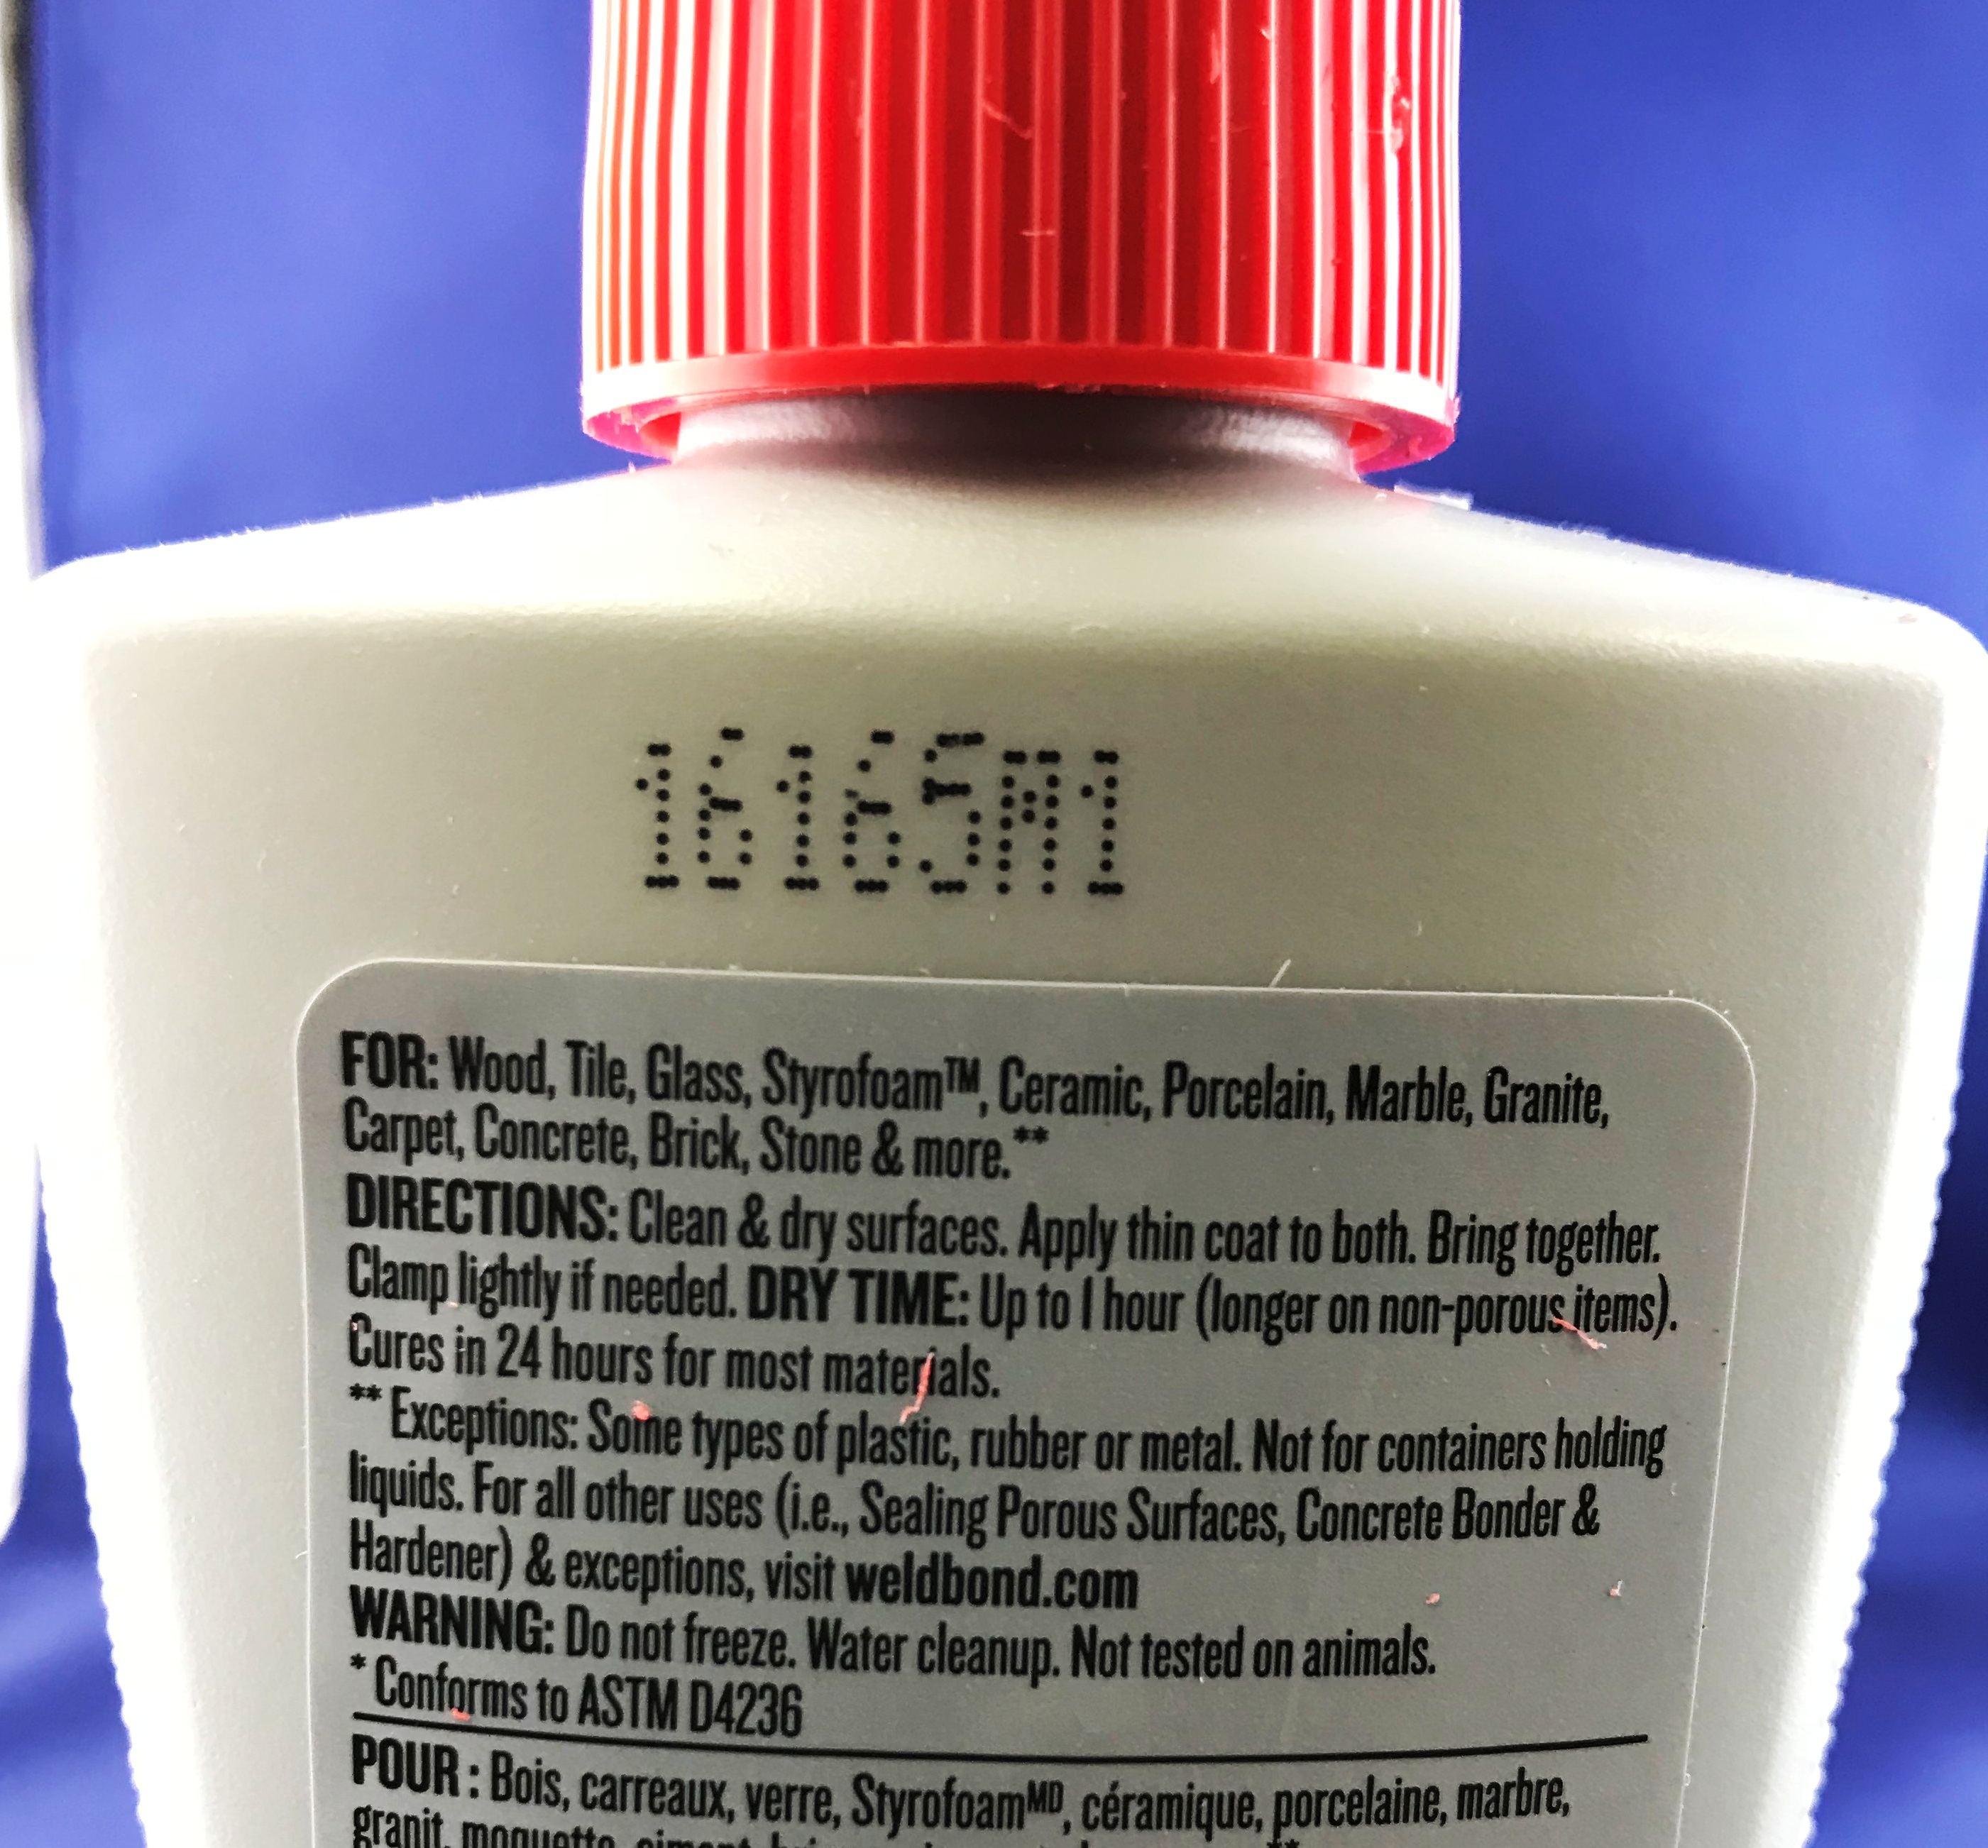 16165M1
FOR: Wood, Tile, Glass, Styrofoam™, Ceramic, Porcelain, Marble, Granite,
Carpet, Concrete, Brick, Stone & more.**
DIRECTIONS: Clean & dry surfaces. Apply thin coat to both. Bring together.
Clamp lightly if needed. DRY TIME: Up to 1 hour (longer on non-porous items).
Cures in 24 hours for most materials.
** Exceptions: Some types of plastic, rubber or metal. Not for containers holding
liquids. For all other uses (i.e., Sealing Porous Surfaces, Concrete Bonder &
Hardener) & exceptions, visit weldbond.com
WARNING: Do not freeze. Water cleanup. Not tested on animals.
* Conforms to ASTM D4236
POUR : Bois, carreaux, verre, Styrofoamᴹᴰ, céramique, porcelaine, marbre,
granit, moquette, ciment,